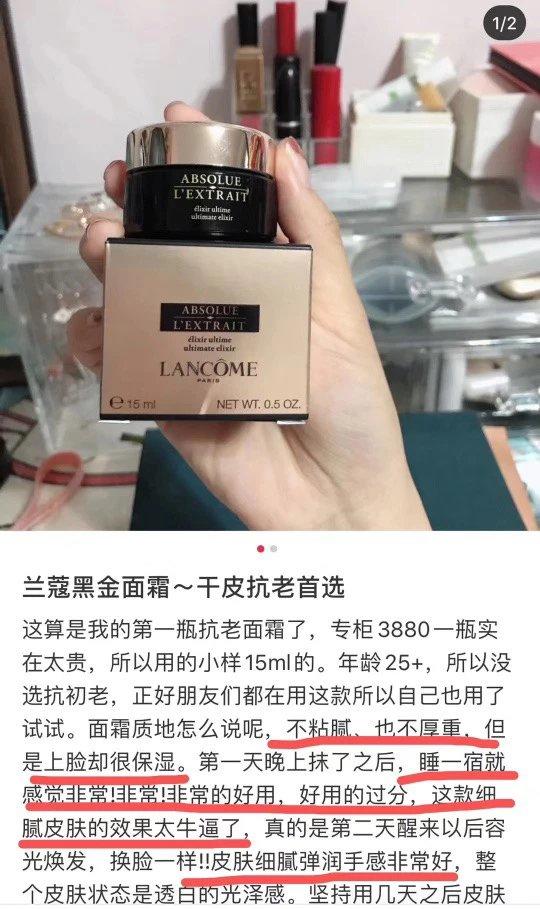 1/2
ABSOLUE
L'EXTRAIT
élixir ultime
ultimate elixir
ABSOLUE
L'EXTRAIT
élixir ultime
ultimate elixir
LANCÔME
PARIS
℮ 15 ml NET WT. 0.5 OZ.
兰蔻黑金面霜～干皮抗老首选
这算是我的第一瓶抗老面霜了，专柜3880一瓶实
在太贵，所以用的小样15ml的。年龄25+，所以没
选抗初老，正好朋友们都在用这款所以自己也用了
试试。面霜质地怎么说呢，不粘腻、也不厚重，但
是上脸却很保湿。第一天晚上抹了之后，睡一宿就
感觉非常!非常!非常的好用，好用的过分，这款细
腻皮肤的效果太牛逼了，真的是第二天醒来以后容
光焕发，换脸一样!!皮肤细腻弹润手感非常好，整
个皮肤状态是透白的光泽感。坚持用几天之后皮肤